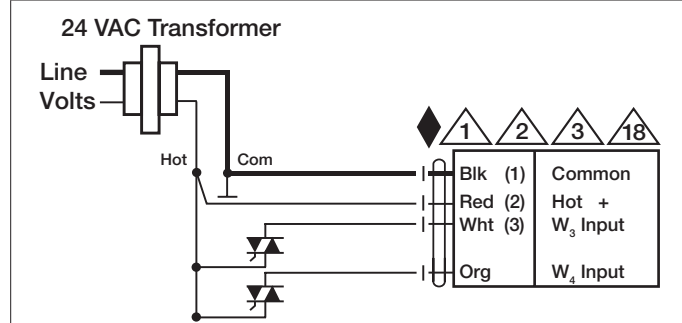 24 VAC Transformer
Line
Volts
Hot
Com
1 2 3 18
Blk (1) Common
Red (2) Hot +
Wht (3) W₃ Input
Org W₄ Input